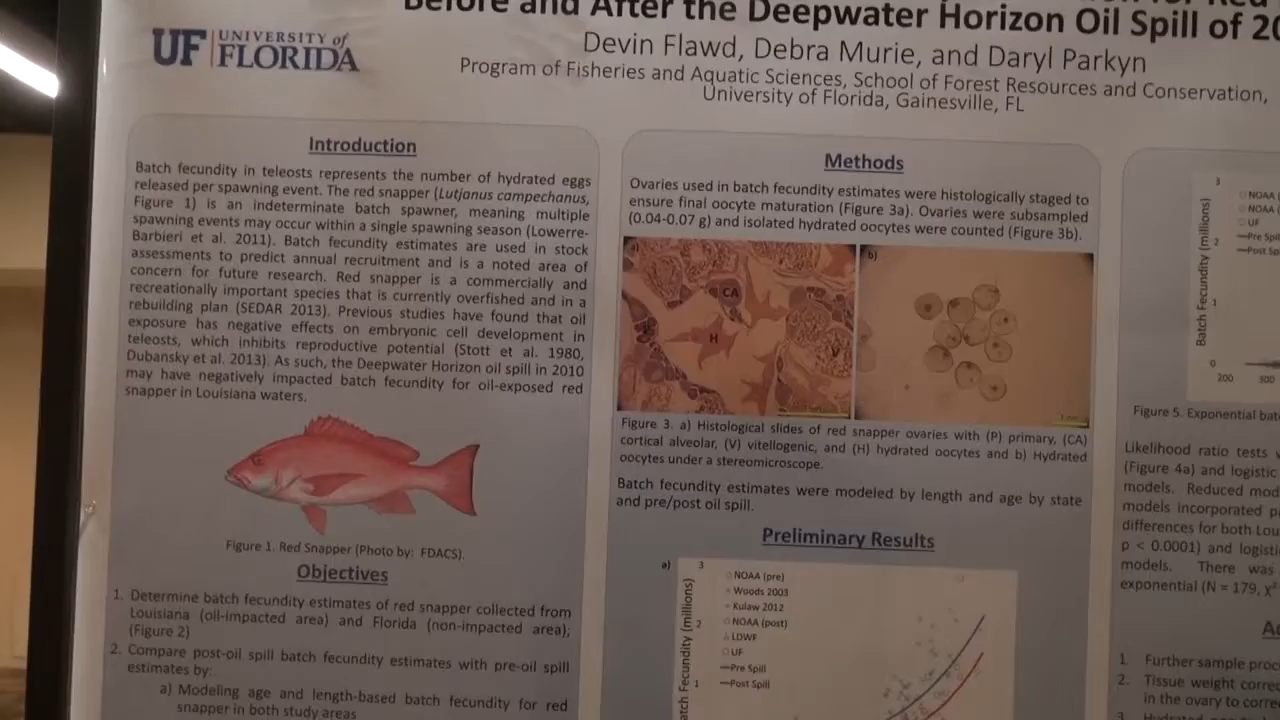 Before and After the Deepwater Horizon Oil Spill of
UF UNIVERSITY of
FLORIDA
Devin Flawd, Debra Murie, and Daryl Parkyn
Program of Fisheries and Aquatic Sciences, School of Forest Resources and Conservation,
University of Florida, Gainesville, FL
Introduction
Batch fecundity in teleosts represents the number of hydrated eggs
released per spawning event. The red snapper (Lutjanus campechanus,
Figure 1) is an indeterminate batch spawner, meaning multiple
spawning events may occur within a single spawning season (Lowerre-
Barbieri et al. 2011). Batch fecundity estimates are used in stock
assessments to predict annual recruitment and is a noted area of
concern for future research. Red snapper is a commercially and
recreationally important species that is currently overfished and in a
rebuilding plan (SEDAR 2013). Previous studies have found that oil
exposure has negative effects on embryonic cell development in
teleosts, which inhibits reproductive potential (Stott et al. 1980,
Dubansky et al. 2013). As such, the Deepwater Horizon oil spill in 2010
may have negatively impacted batch fecundity for oil-exposed red
snapper in Louisiana waters.
Figure 1. Red Snapper (Photo by: FDACS).
Objectives
1. Determine batch fecundity estimates of red snapper collected from
Louisiana (oil-impacted area) and Florida (non-impacted area);
(Figure 2)
2. Compare post-oil spill batch fecundity estimates with pre-oil spill
estimates by:
a) Modeling age and length-based batch fecundity for red
snapper in both study areas
Methods
Ovaries used in batch fecundity estimates were histologically staged to
ensure final oocyte maturation (Figure 3a). Ovaries were subsampled
(0.04-0.07 g) and isolated hydrated oocytes were counted (Figure 3b).
CA
H
V
b)
Figure 3. a) Histological slides of red snapper ovaries with (P) primary, (CA)
cortical alveolar, (V) vitellogenic, and (H) hydrated oocytes and b) Hydrated
oocytes under a stereomicroscope.
Batch fecundity estimates were modeled by length and age by state
and pre/post oil spill.
Preliminary Results
a)
3
2
1
Batch Fecundity (millions)
NOAA (pre)
Woods 2003
Kulaw 2012
NOAA (post)
LDWF
UF
Pre Spill
Post Spill
Batch Fecundity (millions)
3
2
1
0
200 300
NOAA
NOAA
UF
Pre
Post
Figure 5. Exponential
Likelihood ratio tests
(Figure 4a) and logistic
models. Reduced
models incorporated
differences for both
p < 0.0001) and
models. There was
exponential (N = 179,
1. Further sample
2. Tissue weight
in the ovary to
3.